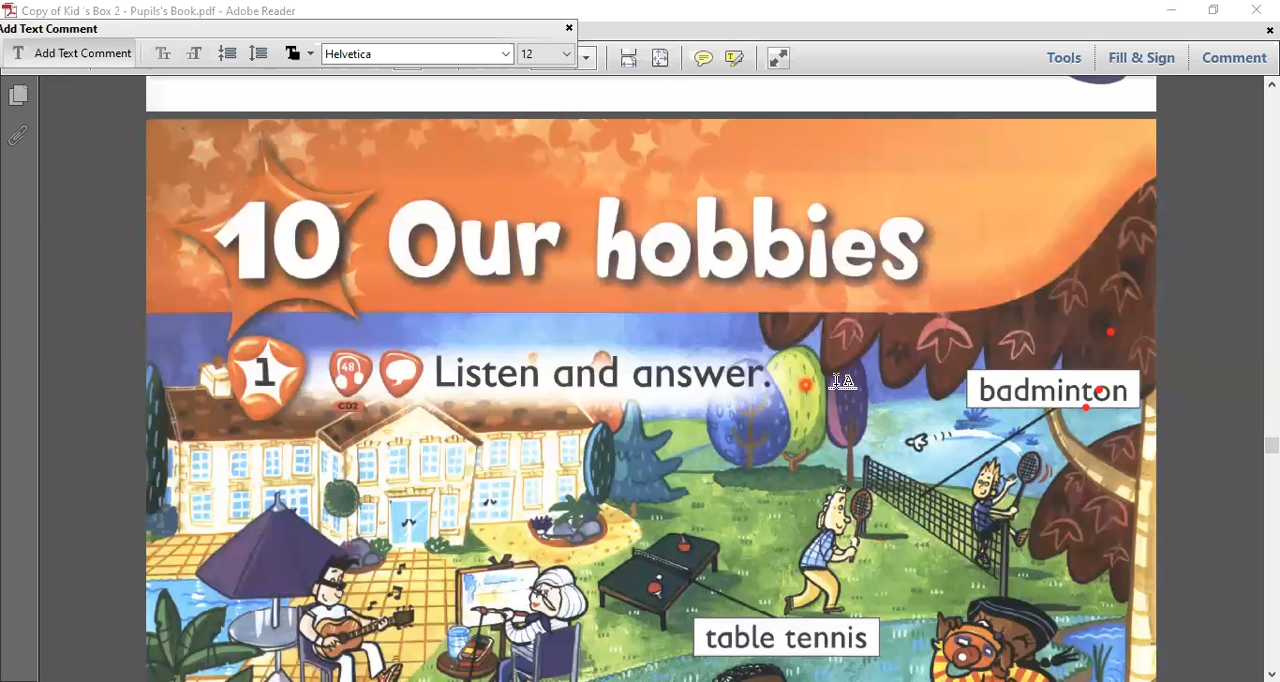 Copy of Kid 's Box 2 - Pupils's Book.pdf - Adobe Reader
Add Text Comment
Add Text Comment
Helvetica
12
Tools
Fill & Sign
Comment
10 Our hobbies
1 48 Listen and answer.
CD2
badminton
table tennis